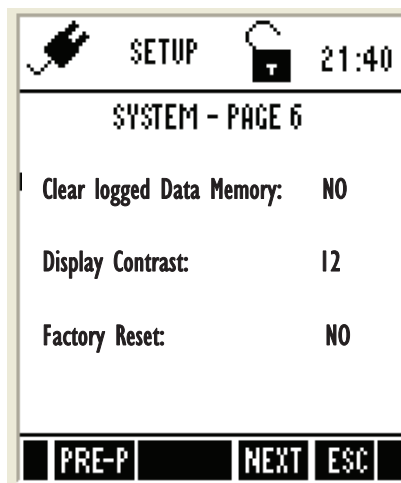 SETUP 21:40
SYSTEM - PAGE 6
Clear logged Data Memory: NO
Display Contrast: 12
Factory Reset: NO
PRE-P NEXT ESC